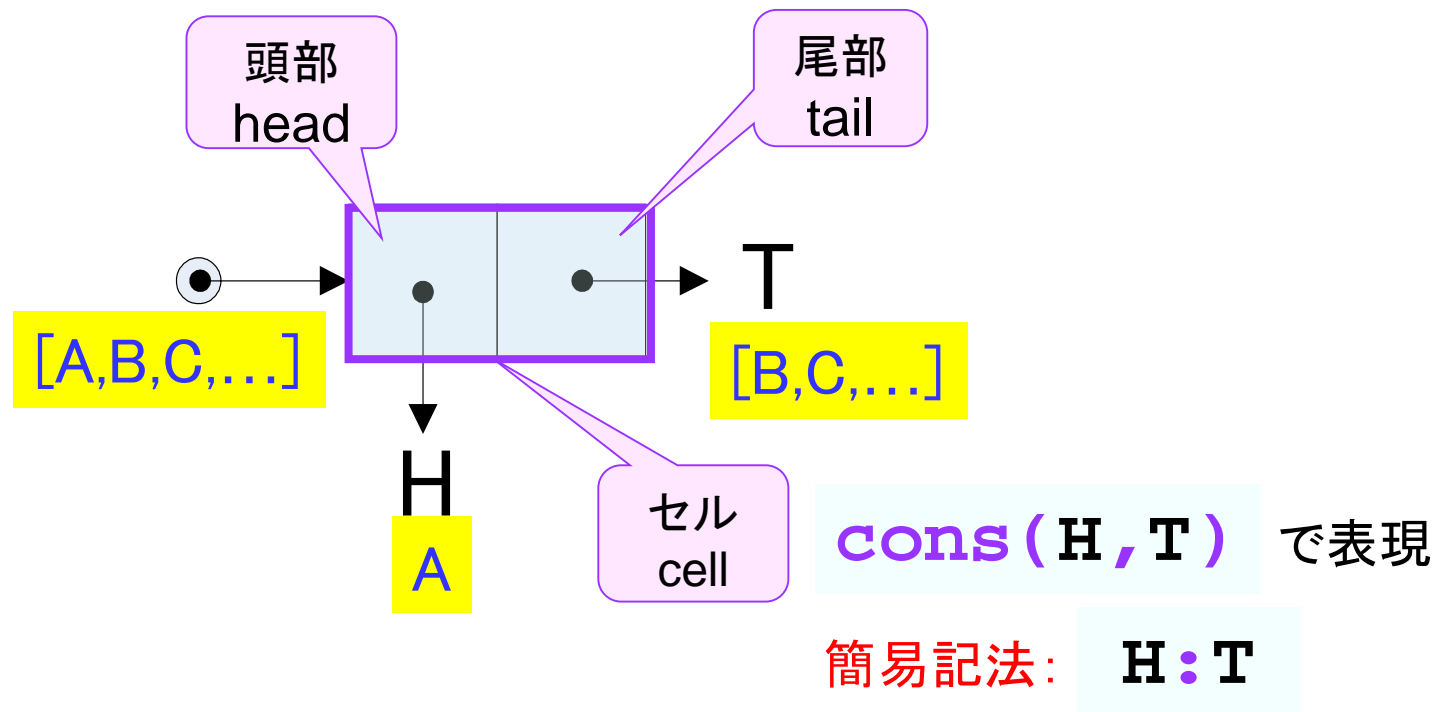 頭部
head
尾部
tail
T
[A,B,C,…]
[B,C,…]
H
A
セル
cell
cons(H,T) で表現
簡易記法: H:T